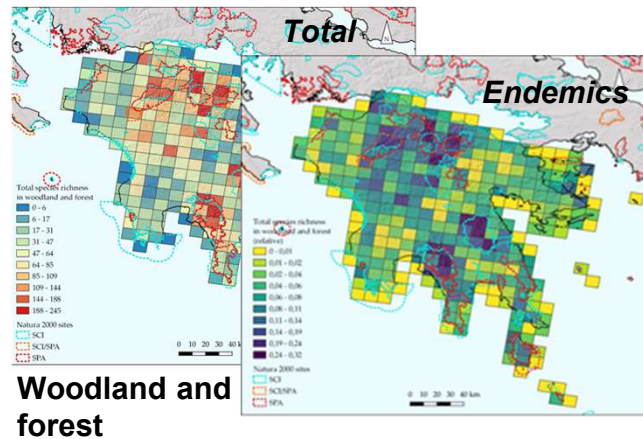 Total
N
Endemics
Total species richness
in woodland and forest
0 - 6
6 - 17
17 - 31
31 - 47
47 - 64
64 - 85
85 - 109
109 - 144
144 - 188
188 - 245
Natura 2000 sites
SCI
SCI/SPA
SPA
0 10 20 30 40
Total species richness
in woodland and forest
(relative)
0 - 0,01
0,01 - 0,02
0,02 - 0,04
0,04 - 0,06
0,06 - 0,08
0,08 - 0,11
0,11 - 0,14
0,14 - 0,19
0,19 - 0,24
0,24 - 0,32
Natura 2000 sites
SCI
SCI/SPA
SPA
0 10 20 30 40 km
Woodland and
forest